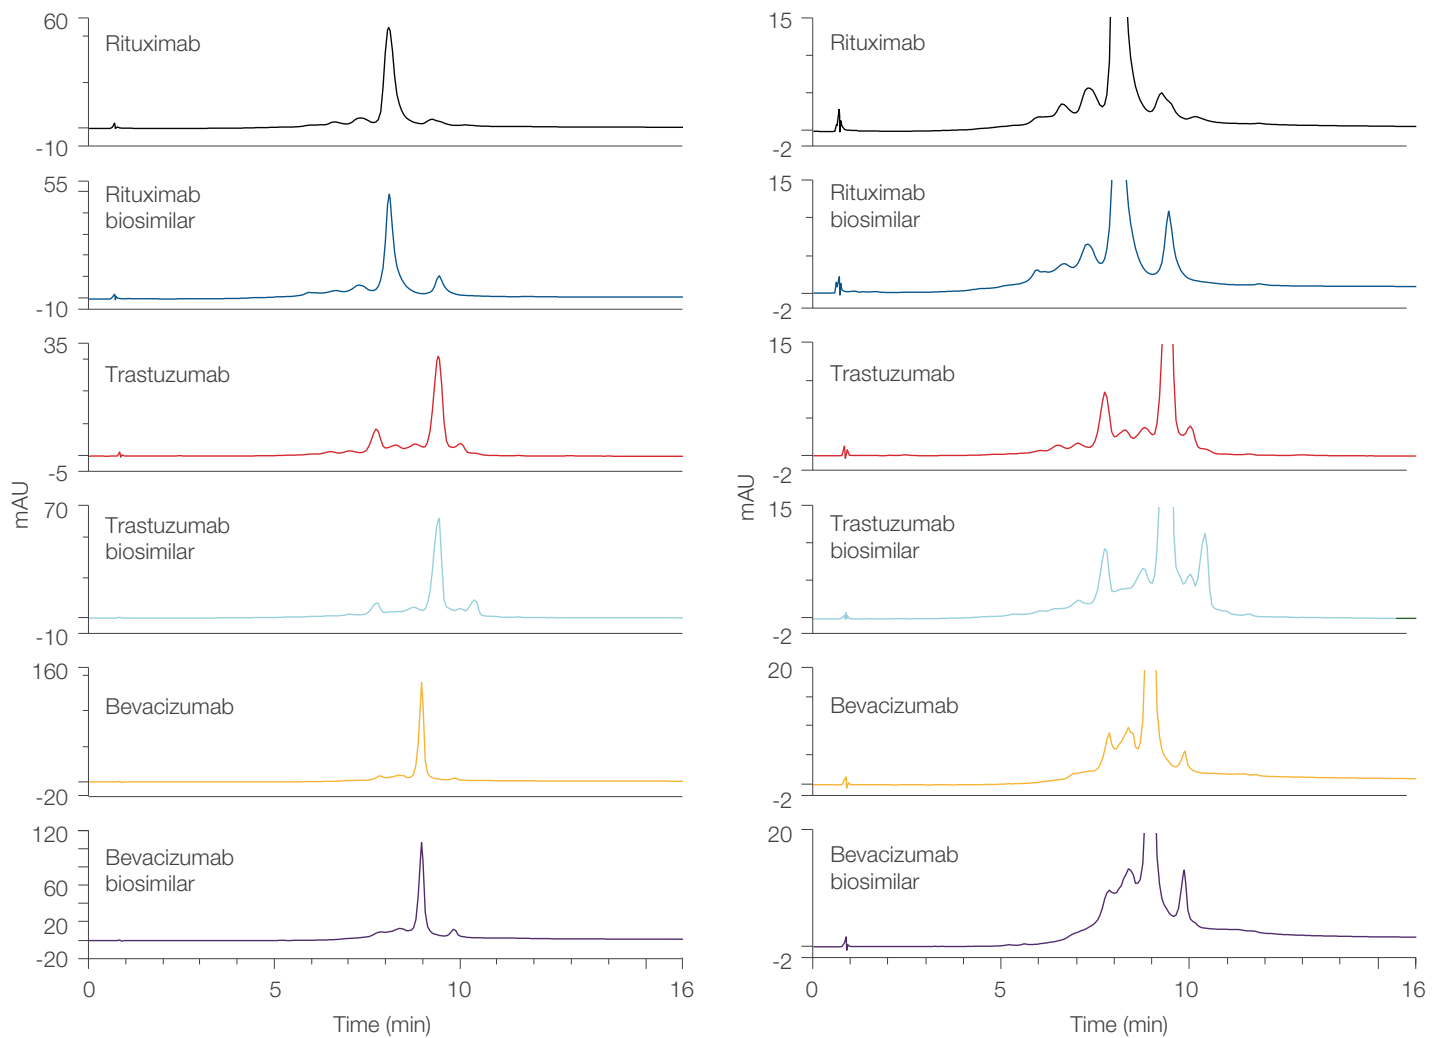 60
Rituximab
-10
55
Rituximab
biosimilar
-10
35
Trastuzumab
-5
mAU
70
Trastuzumab
biosimilar
-10
160
Bevacizumab
-20
120
Bevacizumab
biosimilar
60
20
-20
0
5
10
16
Time (min)
15
Rituximab
-2
15
Rituximab
biosimilar
-2
15
Trastuzumab
-2
mAU
15
Trastuzumab
biosimilar
-2
20
Bevacizumab
-2
20
Bevacizumab
biosimilar
-2
0
5
10
16
Time (min)